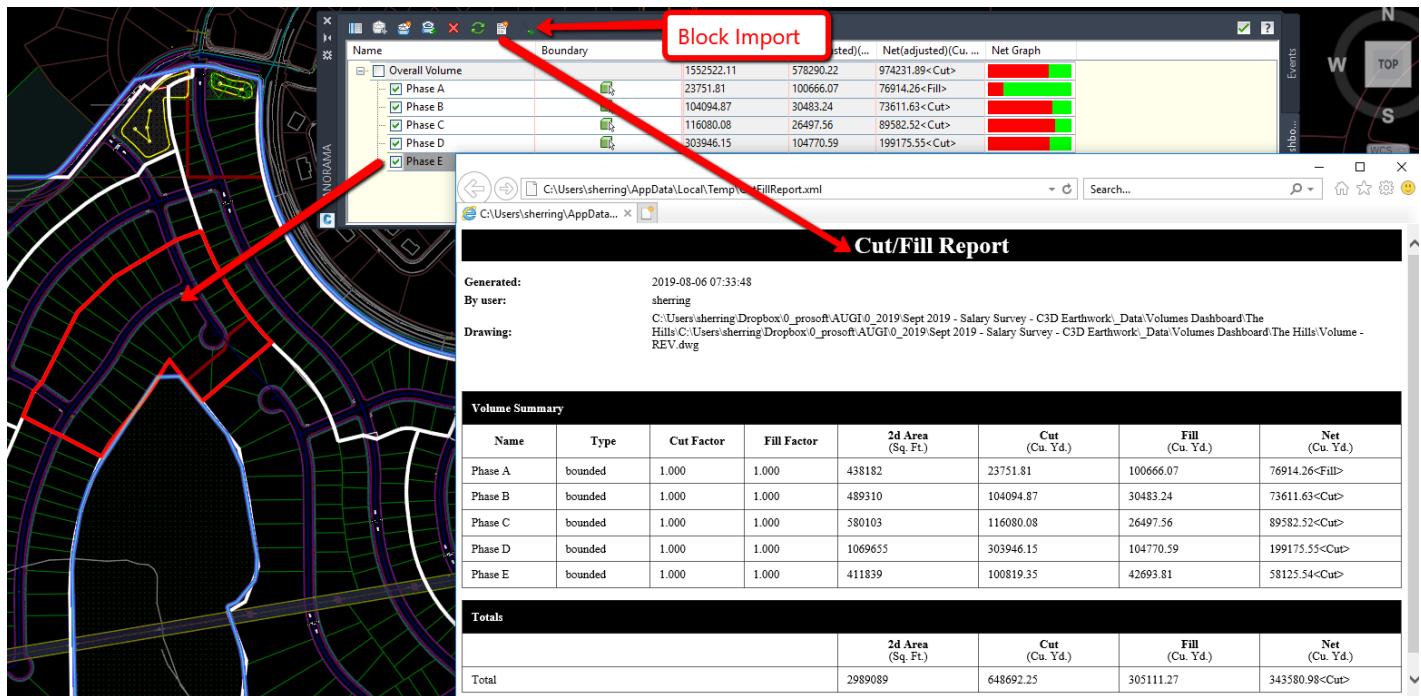 Block Import
Name Boundary usted)(... Net(adjusted)(Cu. ... Net Graph
Overall Volume 1552522.11 578290.22 974231.89<Cut>
Phase A 23751.81 100666.07 76914.26<Fill>
Phase B 104094.87 30483.24 73611.63<Cut>
Phase C 116080.08 26497.56 89582.52<Cut>
Phase D 303946.15 104770.59 199175.55<Cut>
Phase E
Events
N
W TOP
S
WCS
C:\Users\sherring\AppData\Local\Temp\CutFillReport.xml Search...
C:\Users\sherring\AppData...
Cut/Fill Report
Generated: 2019-08-06 07:33:48
By user: sherring
Drawing: C:\Users\sherring\Dropbox\0_prosoft\AUGI\0_2019\Sept 2019 - Salary Survey - C3D Earthwork\_Data\Volumes Dashboard\The
Hills\C:\Users\sherring\Dropbox\0_prosoft\AUGI\0_2019\Sept 2019 - Salary Survey - C3D Earthwork\_Data\Volumes Dashboard\The Hills\Volume -
REV.dwg
Volume Summary
Name Type Cut Factor Fill Factor 2d Area Cut Fill Net
(Sq. Ft.) (Cu. Yd.) (Cu. Yd.) (Cu. Yd.)
Phase A bounded 1.000 1.000 438182 23751.81 100666.07 76914.26<Fill>
Phase B bounded 1.000 1.000 489310 104094.87 30483.24 73611.63<Cut>
Phase C bounded 1.000 1.000 580103 116080.08 26497.56 89582.52<Cut>
Phase D bounded 1.000 1.000 1069655 303946.15 104770.59 199175.55<Cut>
Phase E bounded 1.000 1.000 411839 100819.35 42693.81 58125.54<Cut>
Totals
2d Area Cut Fill Net
(Sq. Ft.) (Cu. Yd.) (Cu. Yd.) (Cu. Yd.)
Total 2989089 648692.25 305111.27 343580.98<Cut>